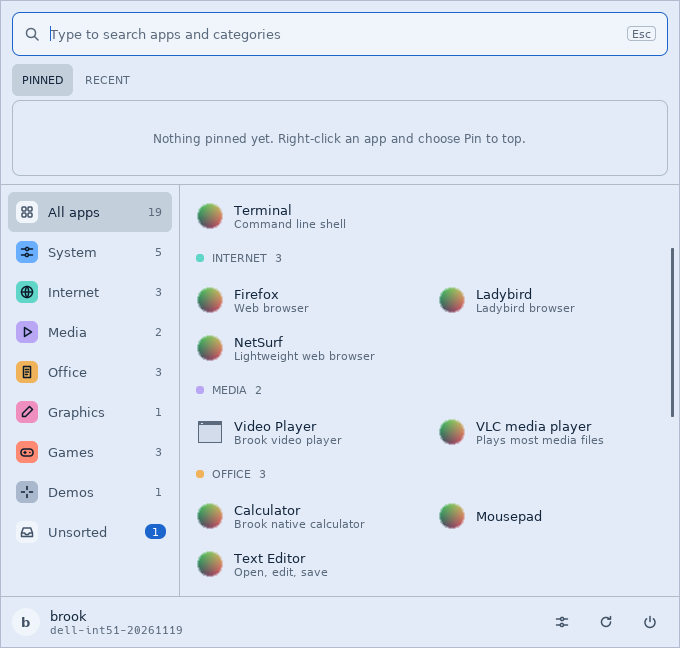 Type to search apps and categories
Esc
PINNED
RECENT
Nothing pinned yet. Right-click an app and choose Pin to top.
All apps 19
System 5
Internet 3
Media 2
Office 3
Graphics 1
Games 3
Demos 1
Unsorted 1
Terminal
Command line shell
INTERNET 3
Firefox
Web browser
Ladybird
Ladybird browser
NetSurf
Lightweight web browser
MEDIA 2
Video Player
Brook video player
VLC media player
Plays most media files
OFFICE 3
Calculator
Brook native calculator
Mousepad
Text Editor
Open, edit, save
b
brook
dell-int51-20261119